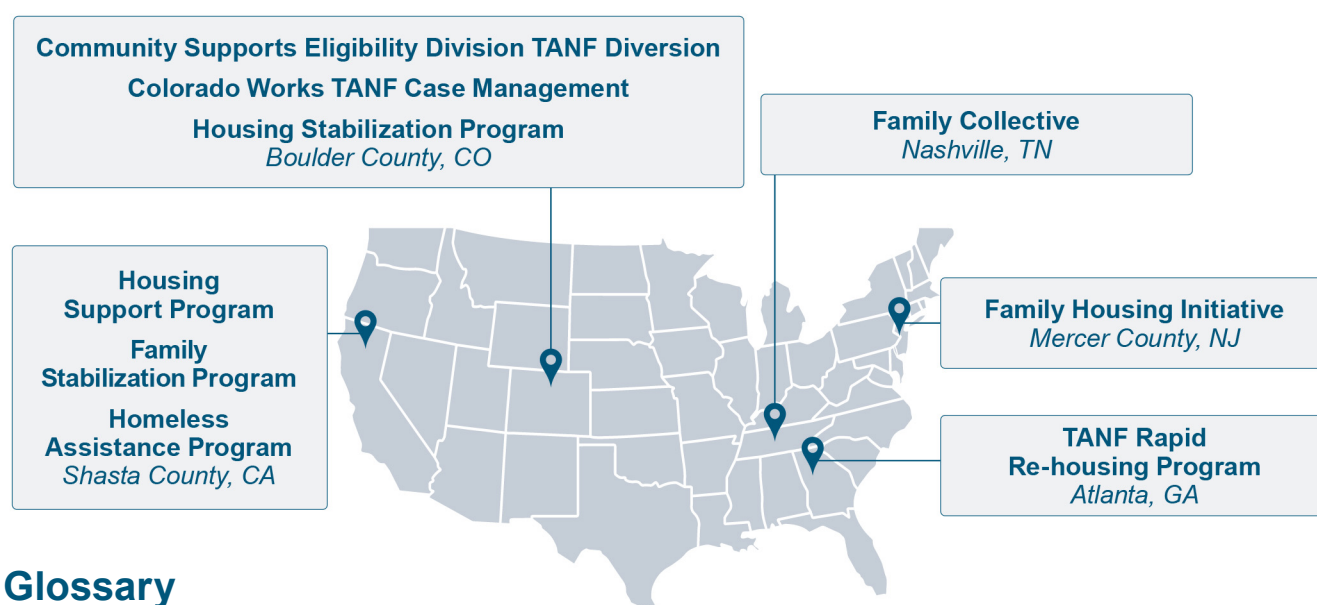 Community Supports Eligibility Division TANF Diversion
Colorado Works TANF Case Management
Housing Stabilization Program
Boulder County, CO
Family Collective
Nashville, TN
Housing
Support Program
Family
Stabilization Program
Homeless
Assistance Program
Shasta County, CA
Family Housing Initiative
Mercer County, NJ
TANF Rapid
Re-housing Program
Atlanta, GA
Glossary